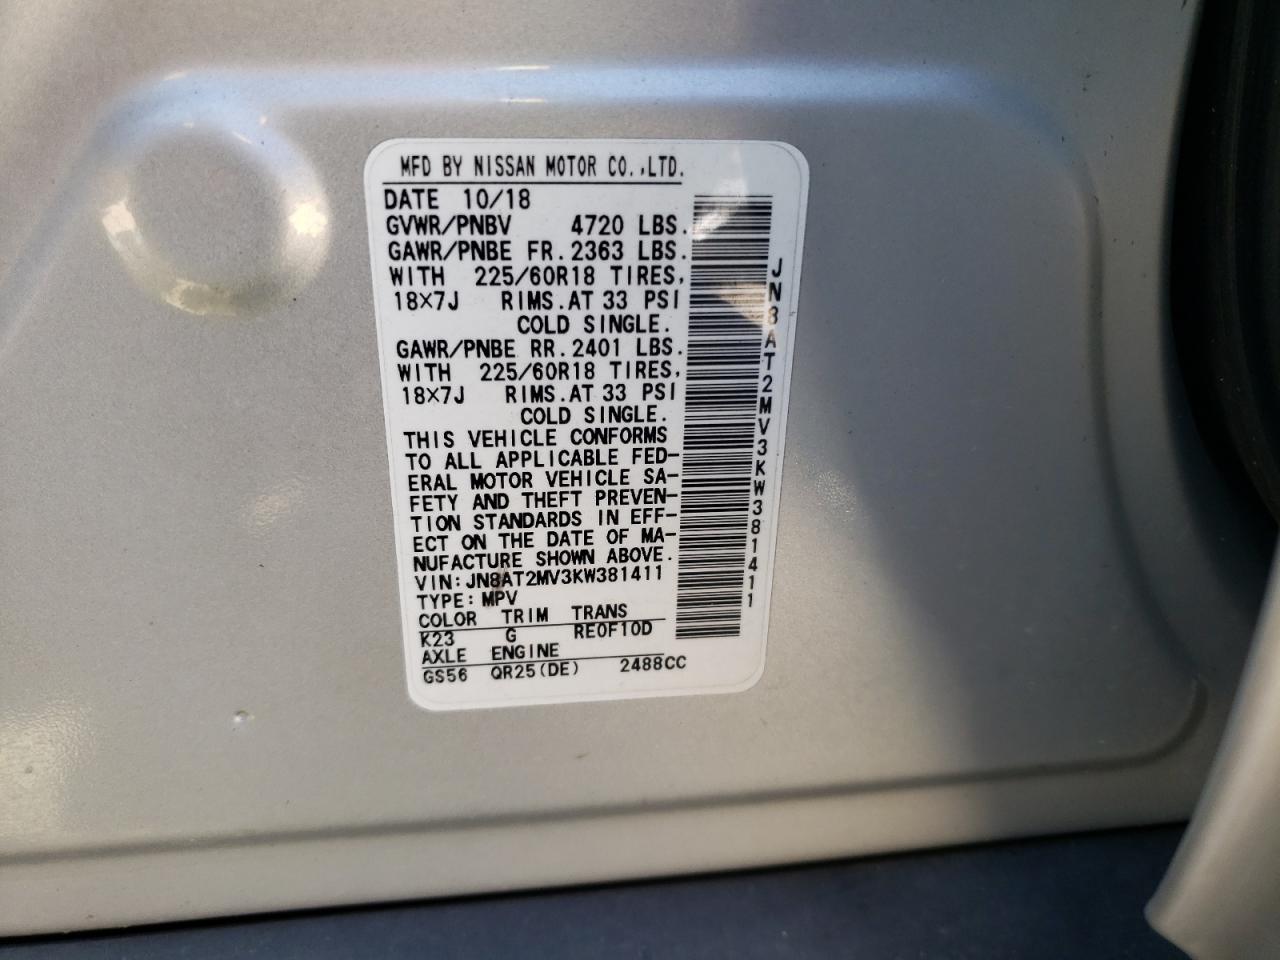 MFD BY NISSAN MOTOR CO.,LTD.
DATE 10/18
GVWR/PNBV 4720 LBS.
GAWR/PNBE FR. 2363 LBS.
WITH 225/60R18 TIRES,
18×7J RIMS.AT 33 PSI
COLD SINGLE.
GAWR/PNBE RR. 2401 LBS.
WITH 225/60R18 TIRES,
18×7J RIMS.AT 33 PSI
COLD SINGLE.
THIS VEHICLE CONFORMS
TO ALL APPLICABLE FED-
ERAL MOTOR VEHICLE SA-
FETY AND THEFT PREVEN-
TION STANDARDS IN EFF-
ECT ON THE DATE OF MA-
NUFACTURE SHOWN ABOVE.
VIN: JN8AT2MV3KW381411
TYPE: MPV
COLOR TRIM TRANS
K23 G RE0F10D
AXLE ENGINE
GS56 QR25(DE) 2488CC
JN8AT2MV3KW381411